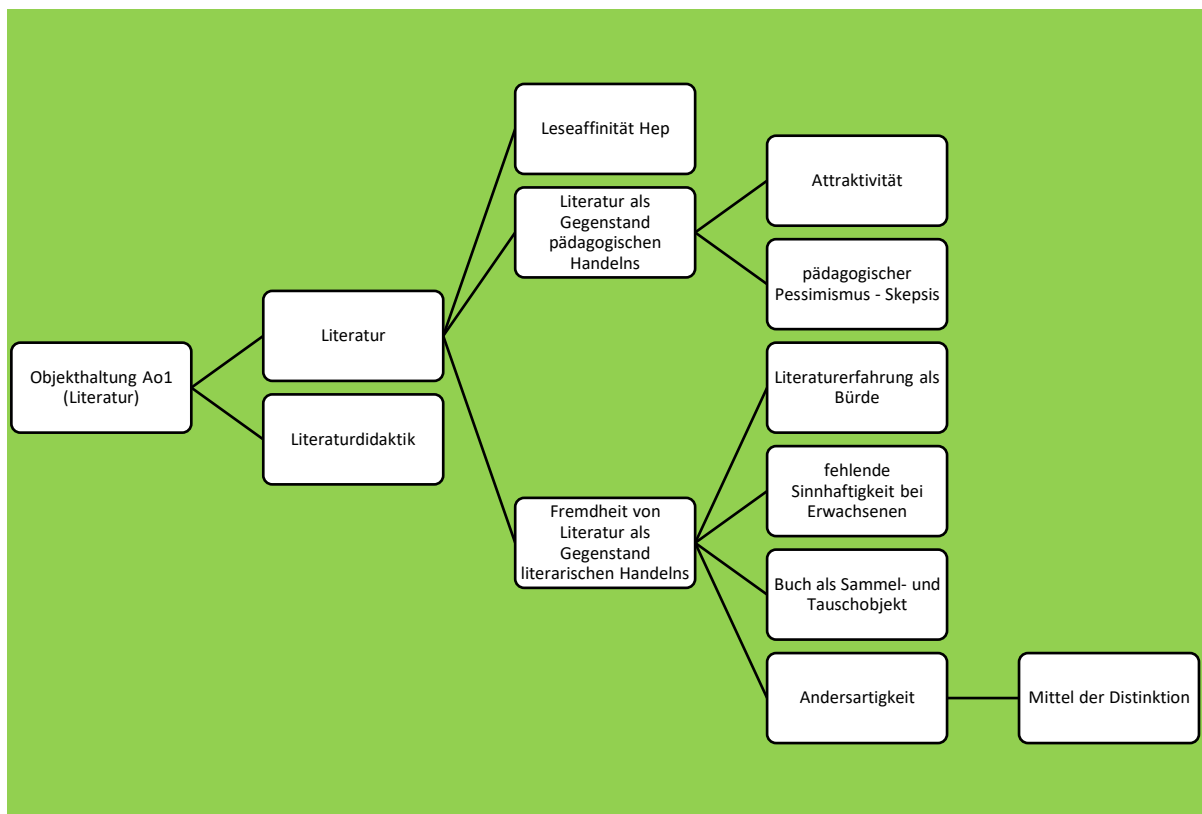 Objekthaltung Ao1
(Literatur)
Literatur
Literaturdidaktik
Leseaffinität Hep
Literatur als
Gegenstand
pädagogischen
Handelns
Fremdheit von
Literatur als
Gegenstand
literarischen Handelns
Attraktivität
pädagogischer
Pessimismus - Skepsis
Literaturerfahrung als
Bürde
fehlende
Sinnhaftigkeit bei
Erwachsenen
Buch als Sammel- und
Tauschobjekt
Andersartigkeit
Mittel der Distinktion